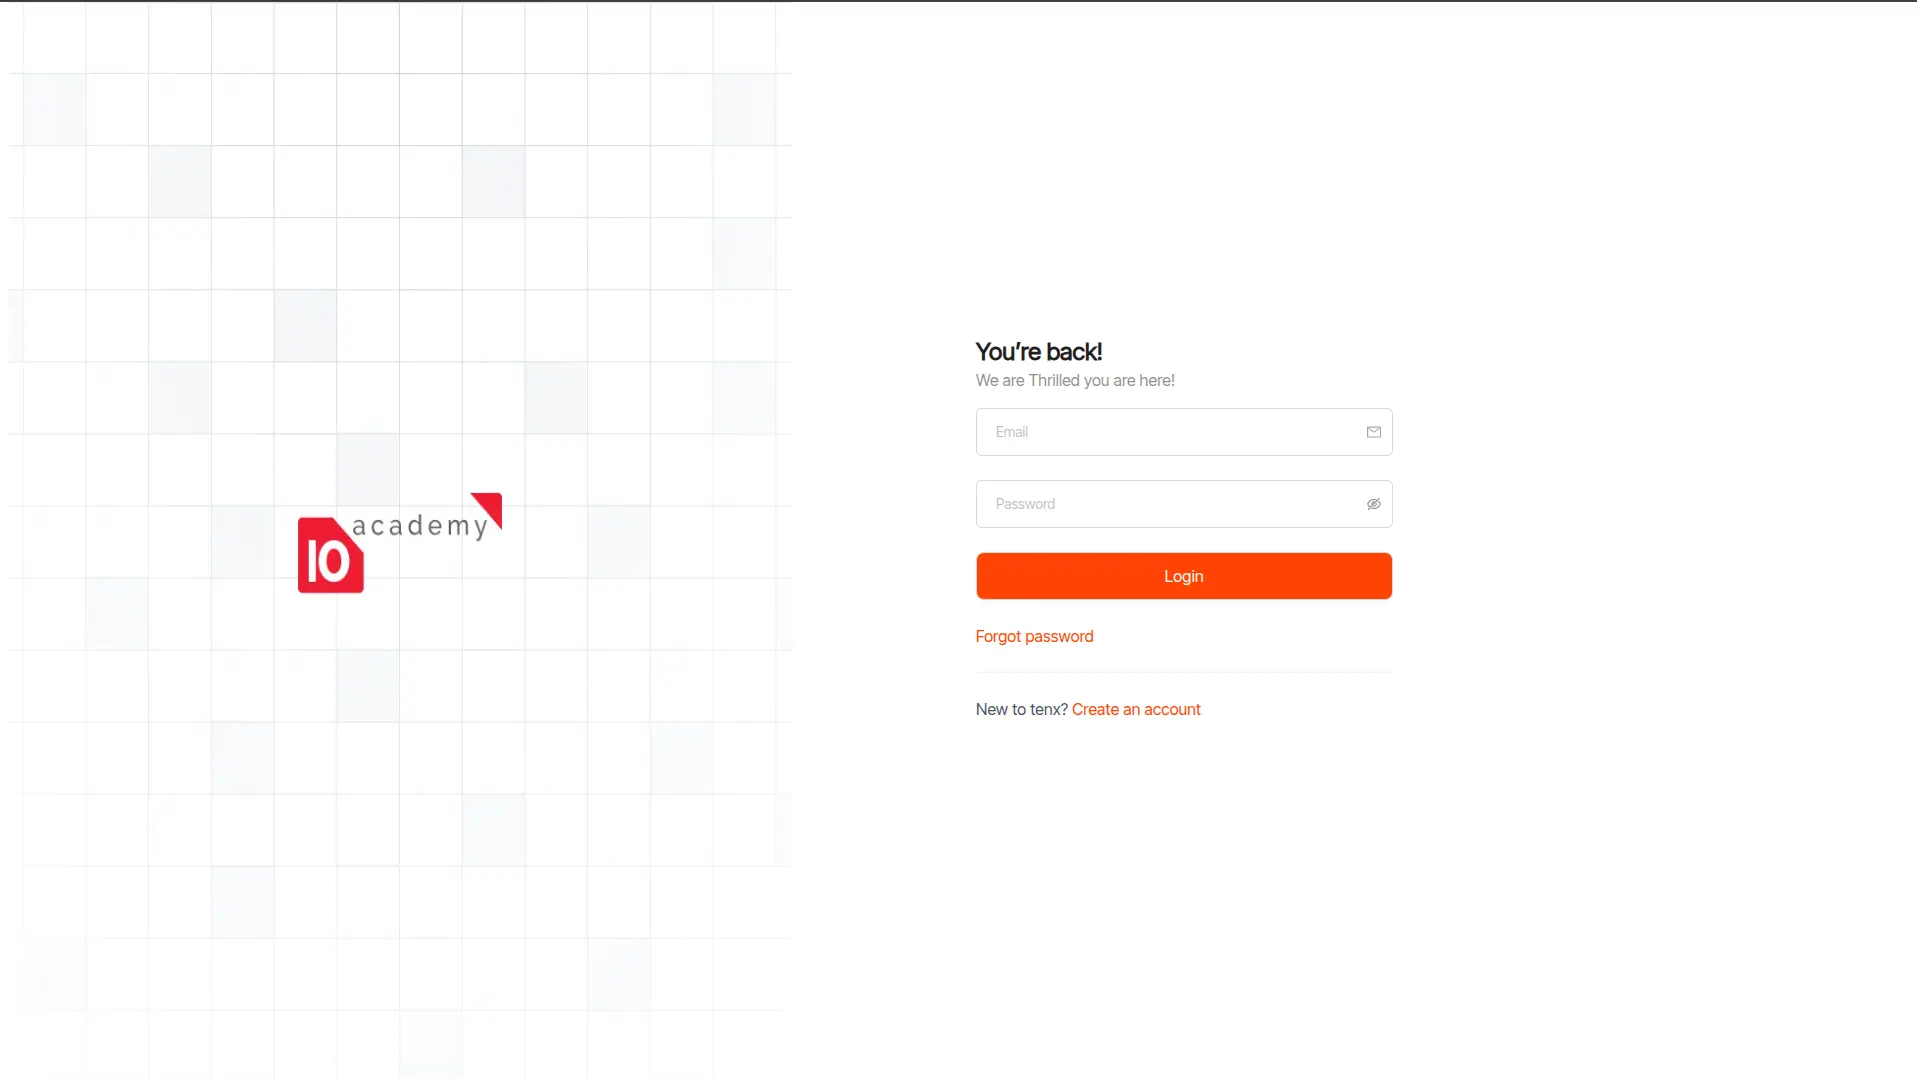 academy
10
You're back!
We are Thrilled you are here!
Email
Password
Login
Forgot password
New to tenx? Create an account